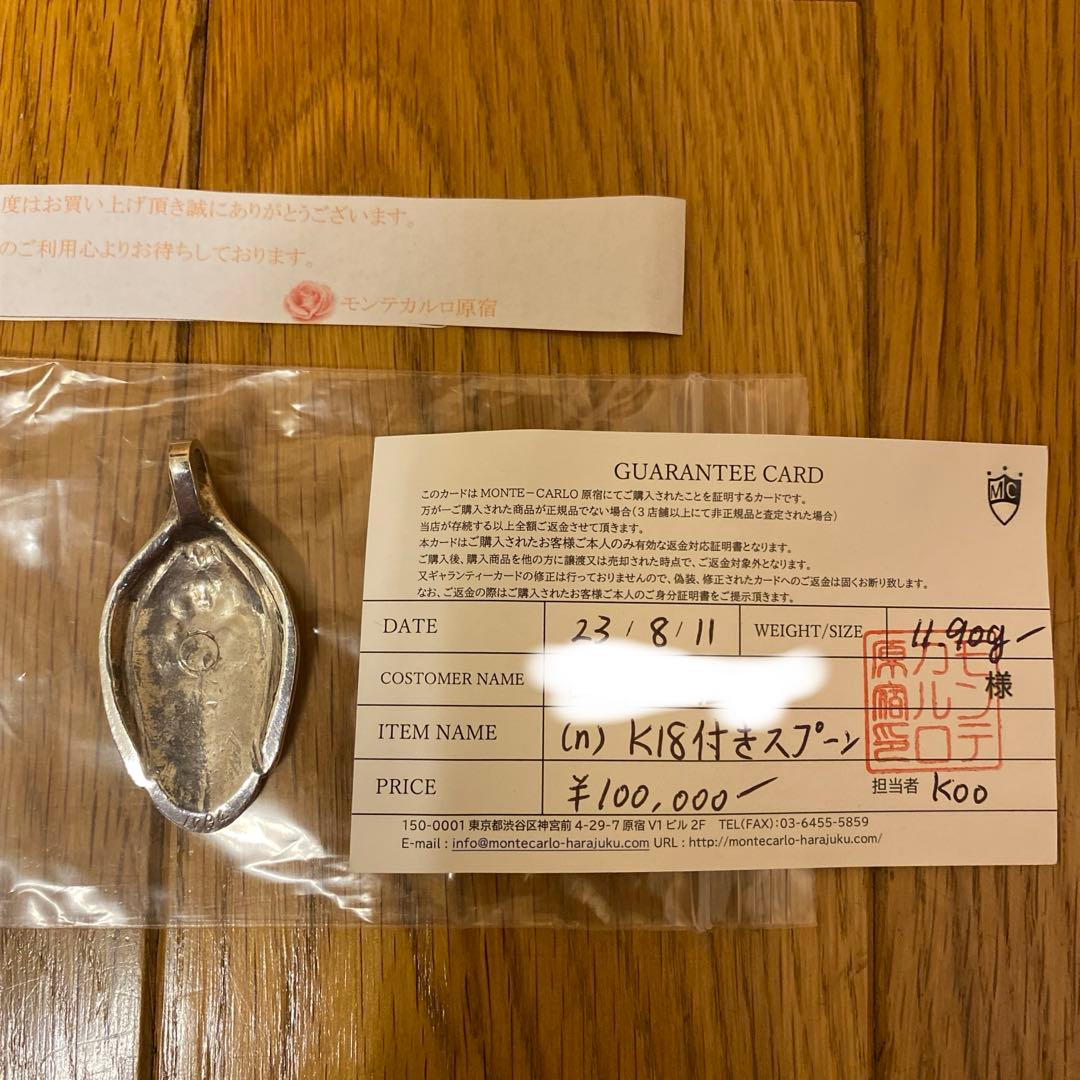 度はお買い上げ頂き誠にありがとうございます。
のご利用心よりお待ちしております。
モンテカルロ原宿
GUARANTEE CARD
MC
このカードは MONTE-CARLO 原宿にてご購入されたことを証明するカードです。
万が一ご購入された商品が正規品でない場合(3店舗以上にて非正規品と査定された場合)
当店が存続する以上全額ご返金させて頂きます。
本カードはご購入されたお客様ご本人のみ有効な返金対応証明書となります。
ご購入後、購入商品を他の方に譲渡又は売却された時点で、ご返金対象外となります。
又ギャランティーカードの修正は行っておりませんので、偽装、修正されたカードへのご返金は固くお断り致します。
なお、ご返金の際はご購入されたお客様ご本人のご身分証明書をご提示頂きます。
DATE 23/8/11 WEIGHT/SIZE 11.90g-
COSTOMER NAME 様
ITEM NAME (n) K18付きスプーン
PRICE ¥100,000- 担当者 Koo
モンテカルロ原宿印
150-0001 東京都渋谷区神宮前 4-29-7 原宿 V1 ビル 2F TEL(FAX):03-6455-5859
E-mail : info@montecarlo-harajuku.com URL : http://montecarlo-harajuku.com/